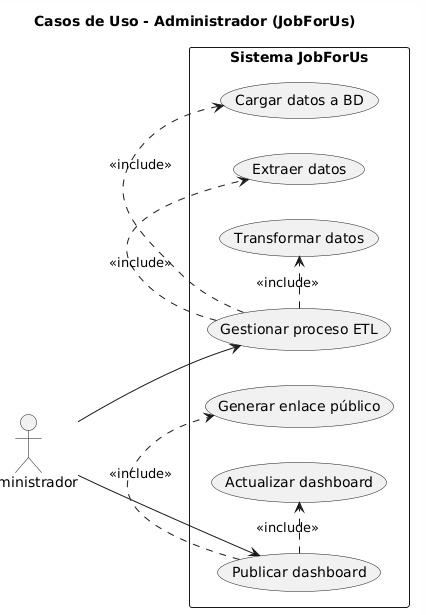 Casos de Uso - Administrador (JobForUs)
Sistema JobForUs
Cargar datos a BD
«include»
Extraer datos
Transformar datos
«include»
«include»
Gestionar proceso ETL
Generar enlace público
ministrador
«include»
Actualizar dashboard
«include»
Publicar dashboard